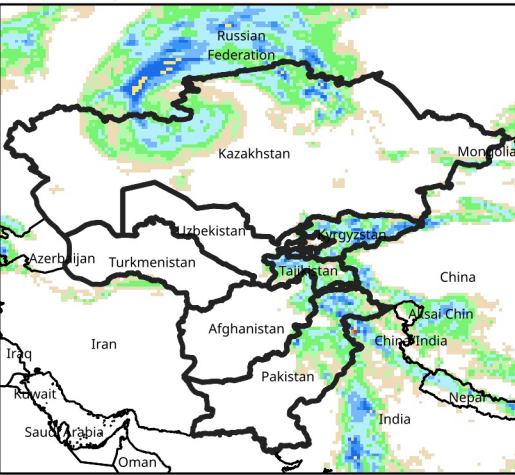 Russian
Federation
Mongolia
Kazakhstan
Uzbekistan
Kyrgyzstan
Azerbaijan
Turkmenistan
Tajikistan
China
Aksai Chin
Afghanistan
Iran
China/India
Iraq
Pakistan
Kuwait
Nepal
Saudi Arabia
India
Oman